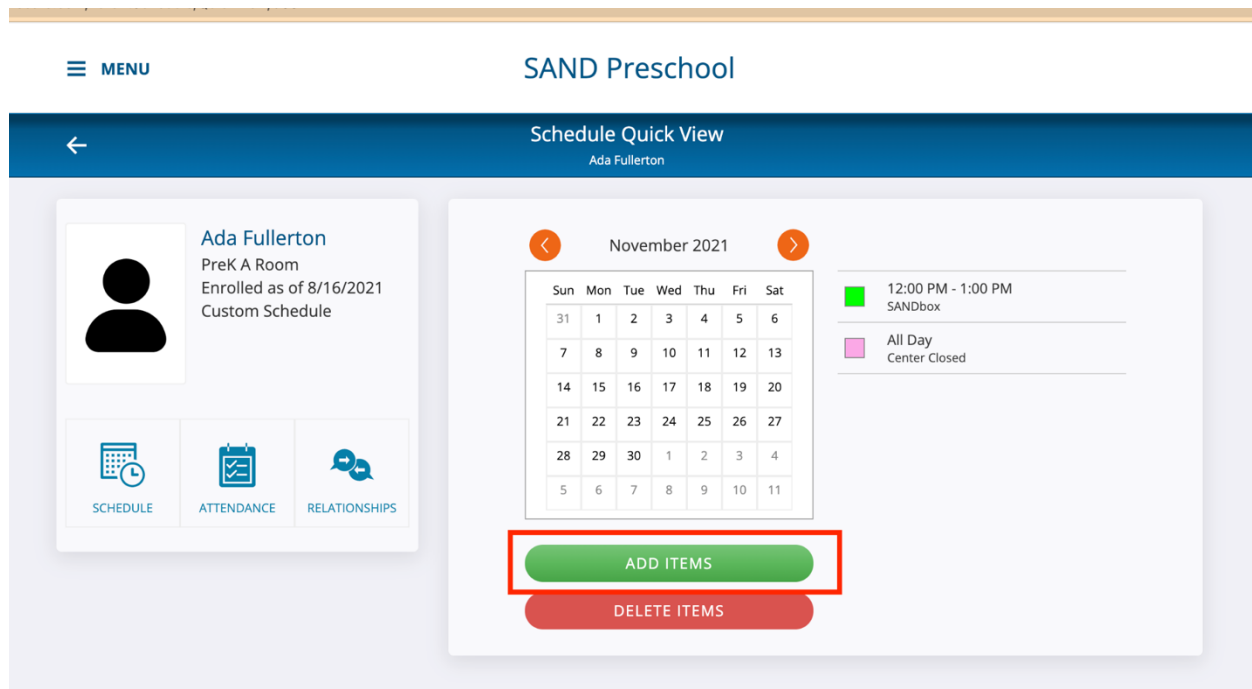 MENU
SAND Preschool
Schedule Quick View
Ada Fullerton
Ada Fullerton
PreK A Room
Enrolled as of 8/16/2021
Custom Schedule
SCHEDULE ATTENDANCE RELATIONSHIPS
November 2021
Sun Mon Tue Wed Thu Fri Sat
31 1 2 3 4 5 6
7 8 9 10 11 12 13
14 15 16 17 18 19 20
21 22 23 24 25 26 27
28 29 30 1 2 3 4
5 6 7 8 9 10 11
ADD ITEMS
DELETE ITEMS
12:00 PM - 1:00 PM
SANDbox
All Day
Center Closed